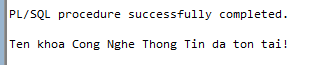 PL/SQL procedure successfully completed.
Ten khoa Cong Nghe Thong Tin da ton tai!